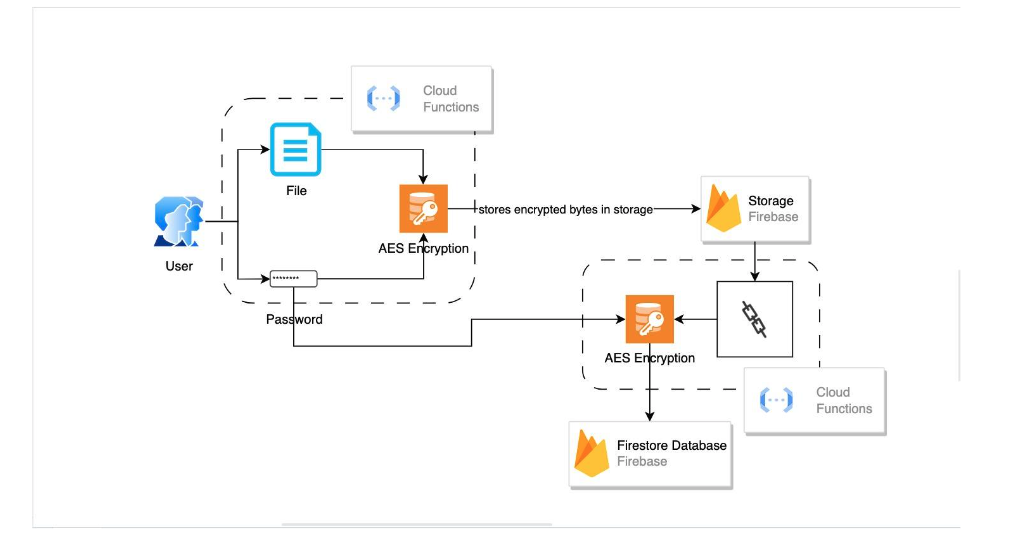 Cloud
Functions
File
AES Encryption
stores encrypted bytes in storage
Storage
Firebase
User
********
Password
AES Encryption
Cloud
Functions
Firestore Database
Firebase